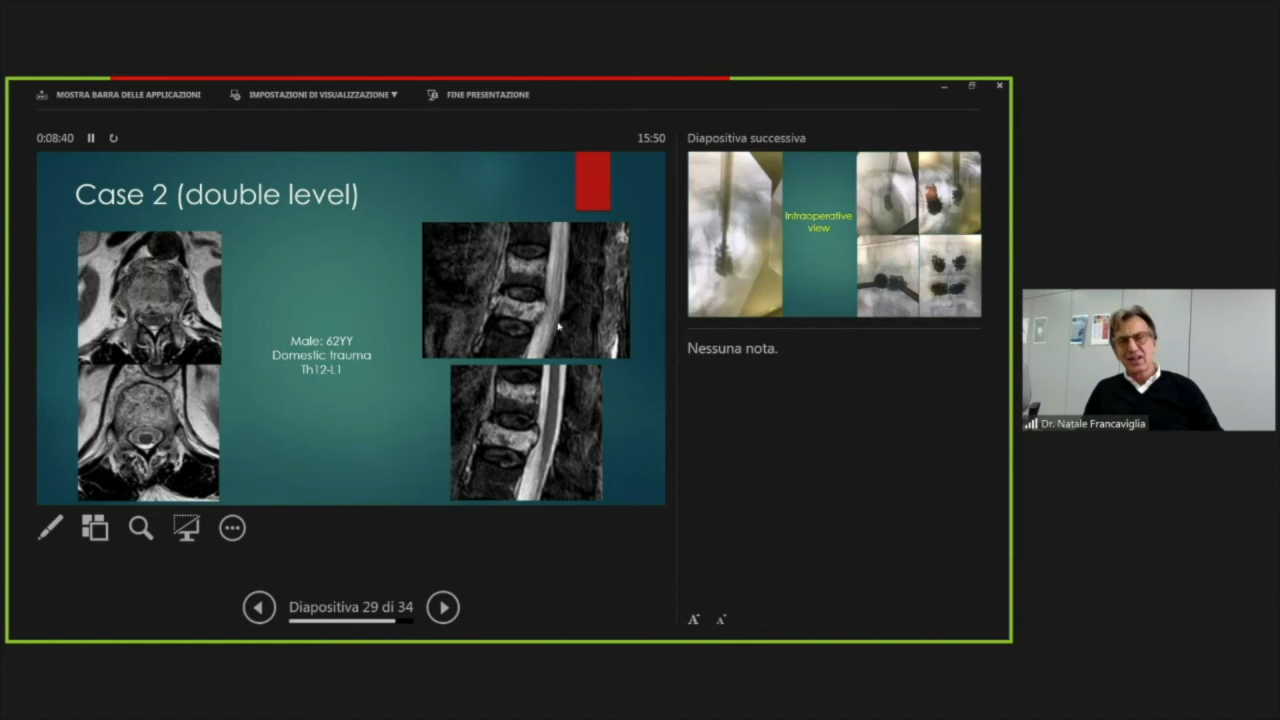 MOSTRA BARRA DELLE APPLICAZIONI
IMPOSTAZIONI DI VISUALIZZAZIONE ▼
FINE PRESENTAZIONE
0:08:40
15:50
Case 2 (double level)
Male: 62YY
Domestic trauma
Th12-L1
Diapositiva 29 di 34
Diapositiva successiva
Intraoperative
view
Nessuna nota.
A A
Dr. Natale Francaviglia